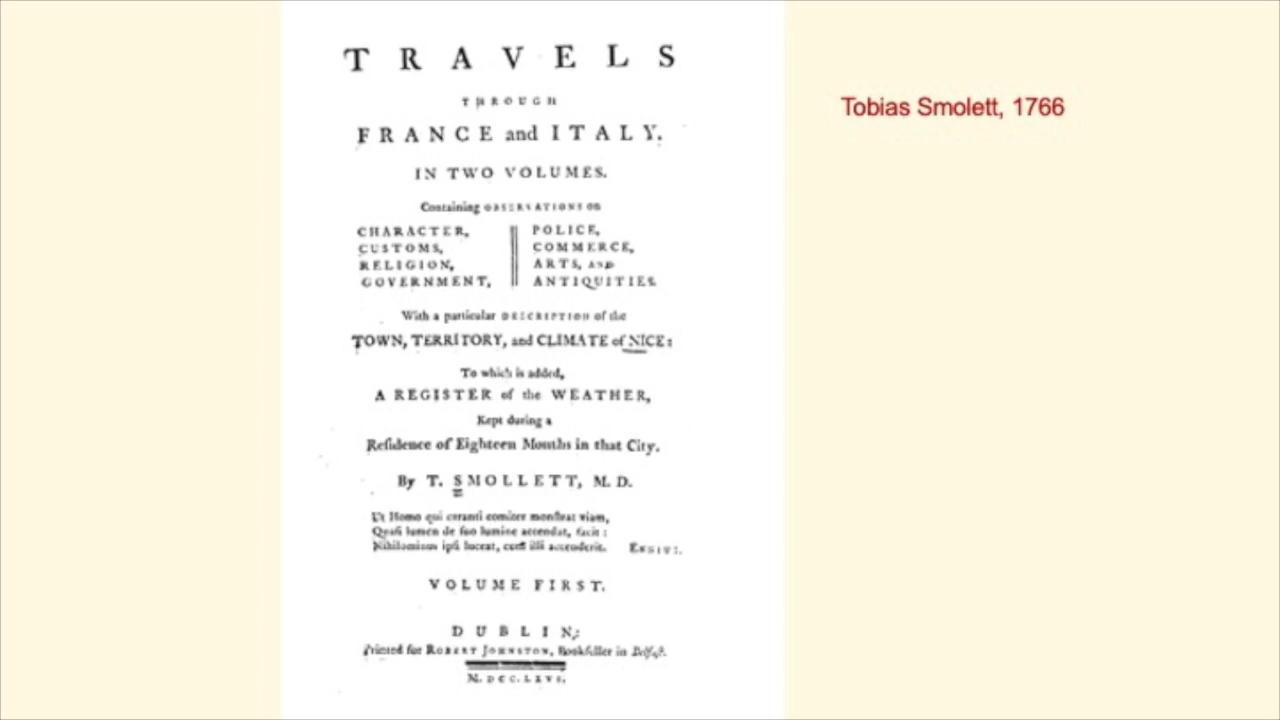 TRAVELS
THROUGH
FRANCE and ITALY.
IN TWO VOLUMES.
Containing OBSERVATIONS on
CHARACTER,
CUSTOMS,
RELIGION,
GOVERNMENT,
POLICE,
COMMERCE,
ARTS, AND
ANTIQUITIES.
With a particular DESCRIPTION of the
TOWN, TERRITORY, and CLIMATE of NICE:
To which is added,
A REGISTER of the WEATHER,
Kept during a
Reſidence of Eighteen Months in that City.
By T. SMOLLETT, M. D.
Ut Homo qui erranti comiter monſtrat viam,
Quaſi lumen de ſuo lumine accendat, facit:
Nihilominus ipſi luceat, cum illi accenderit. ENNIUS.
VOLUME FIRST.
DUBLIN:
Printed for ROBERT JOHNSTON, Bookſeller in Belfaſt.
M.DCC.LXVI.
Tobias Smolett, 1766